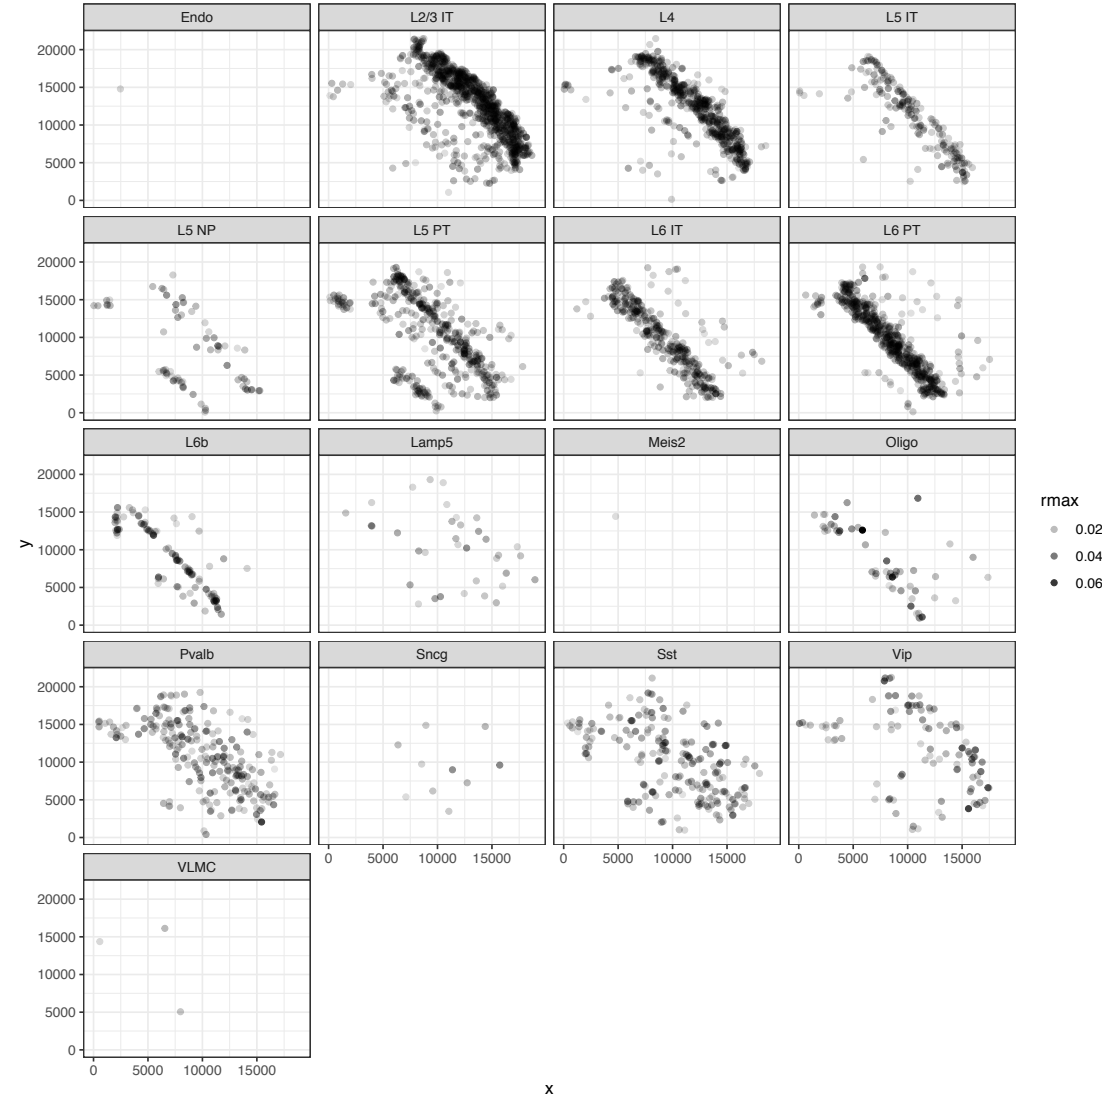 Endo L2/3 IT L4 L5 IT
20000
15000
10000
5000
0
L5 NP L5 PT L6 IT L6 PT
20000
15000
10000
5000
0
L6b Lamp5 Meis2 Oligo
20000
15000
10000
5000
0
y
rmax
0.02
0.04
0.06
Pvalb Sncg Sst Vip
20000
15000
10000
5000
0
0 5000 10000 15000 0 5000 10000 15000 0 5000 10000 15000
VLMC
20000
15000
10000
5000
0
0 5000 10000 15000
x